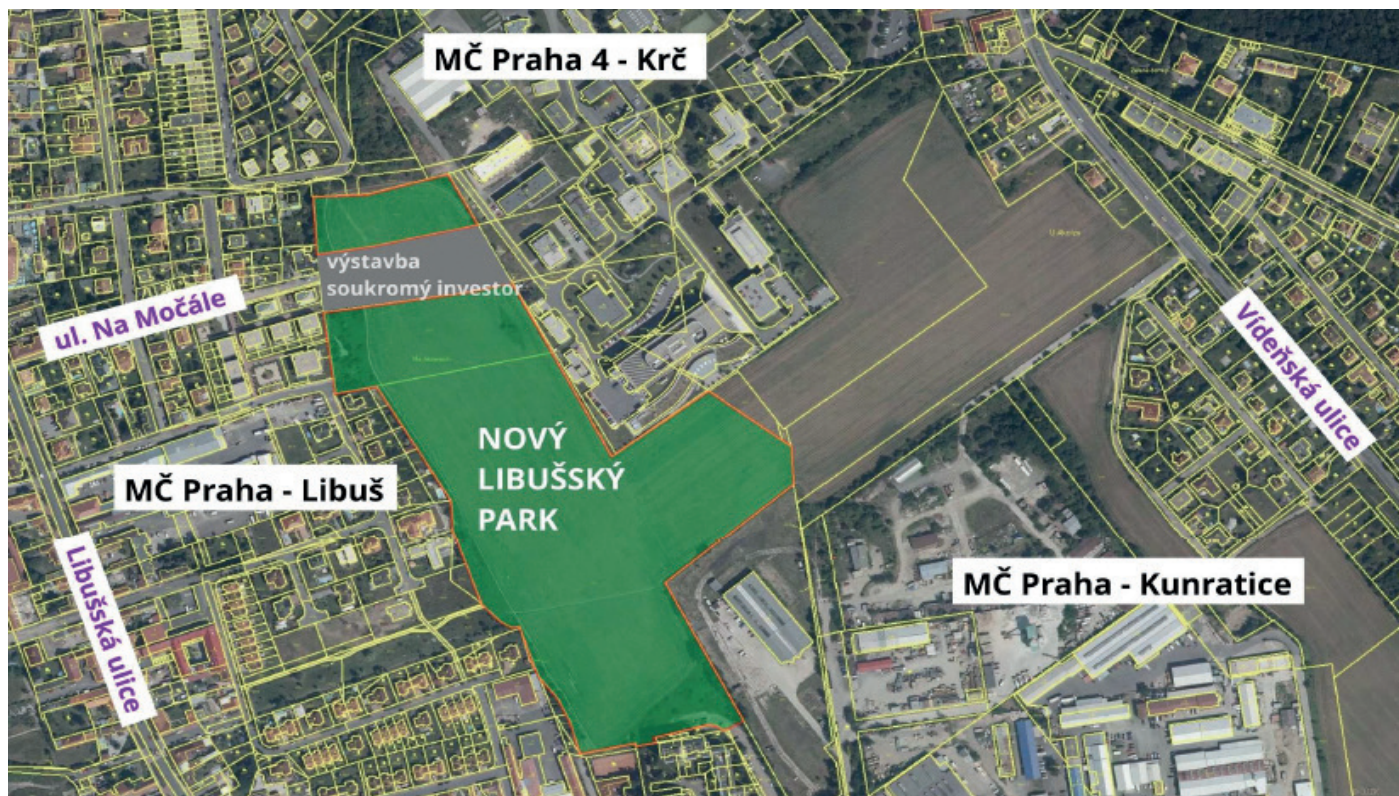 MČ Praha 4 - Krč
výstavba
soukromý investor
ul. Na Močále
Vídeňská ulice
NOVÝ
LIBUŠSKÝ
PARK
MČ Praha - Libuš
MČ Praha - Kunratice
Libušská ulice